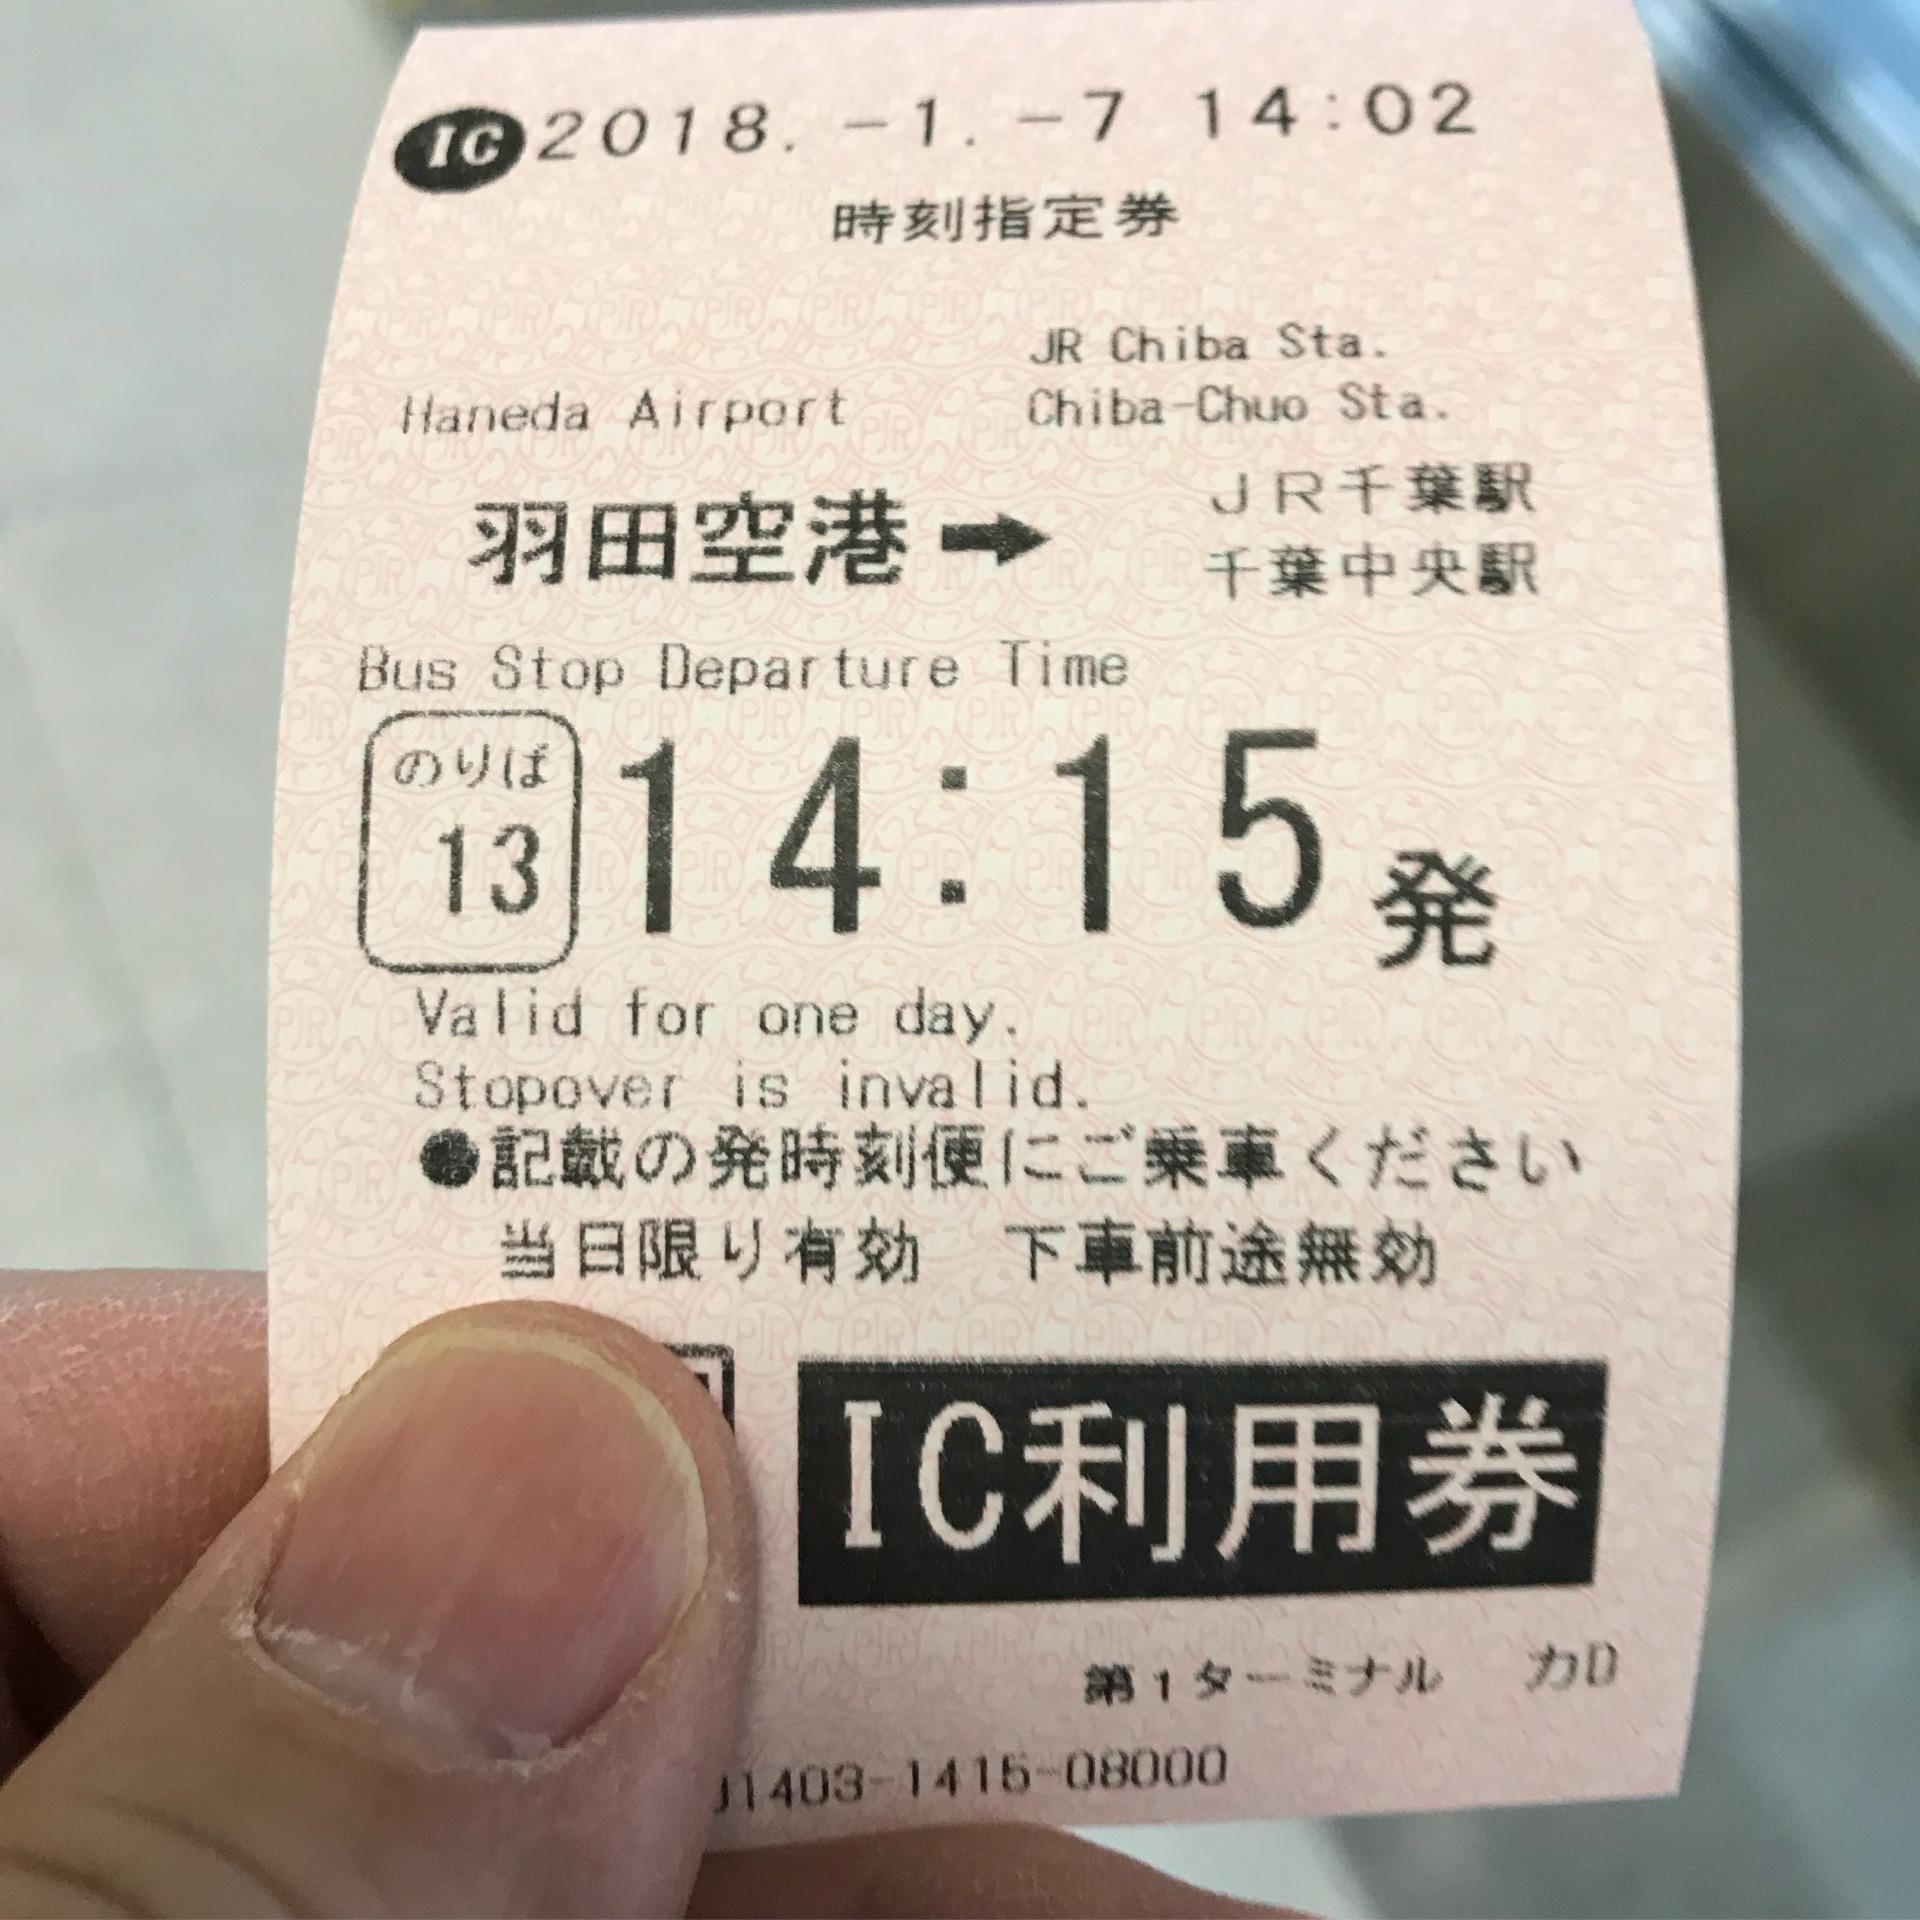 IC 2018. -1. -7 14:02
時刻指定券
JR Chiba Sta.
Haneda Airport Chiba-Chuo Sta.
JR千葉駅
羽田空港➡
千葉中央駅
Bus Stop Departure Time
のりば
13
14:15発
Valid for one day.
Stopover is invalid.
●記載の発時刻便にご乗車ください
当日限り有効 下車前途無効
IC利用券
第1ターミナル カD
1403-1415-08000